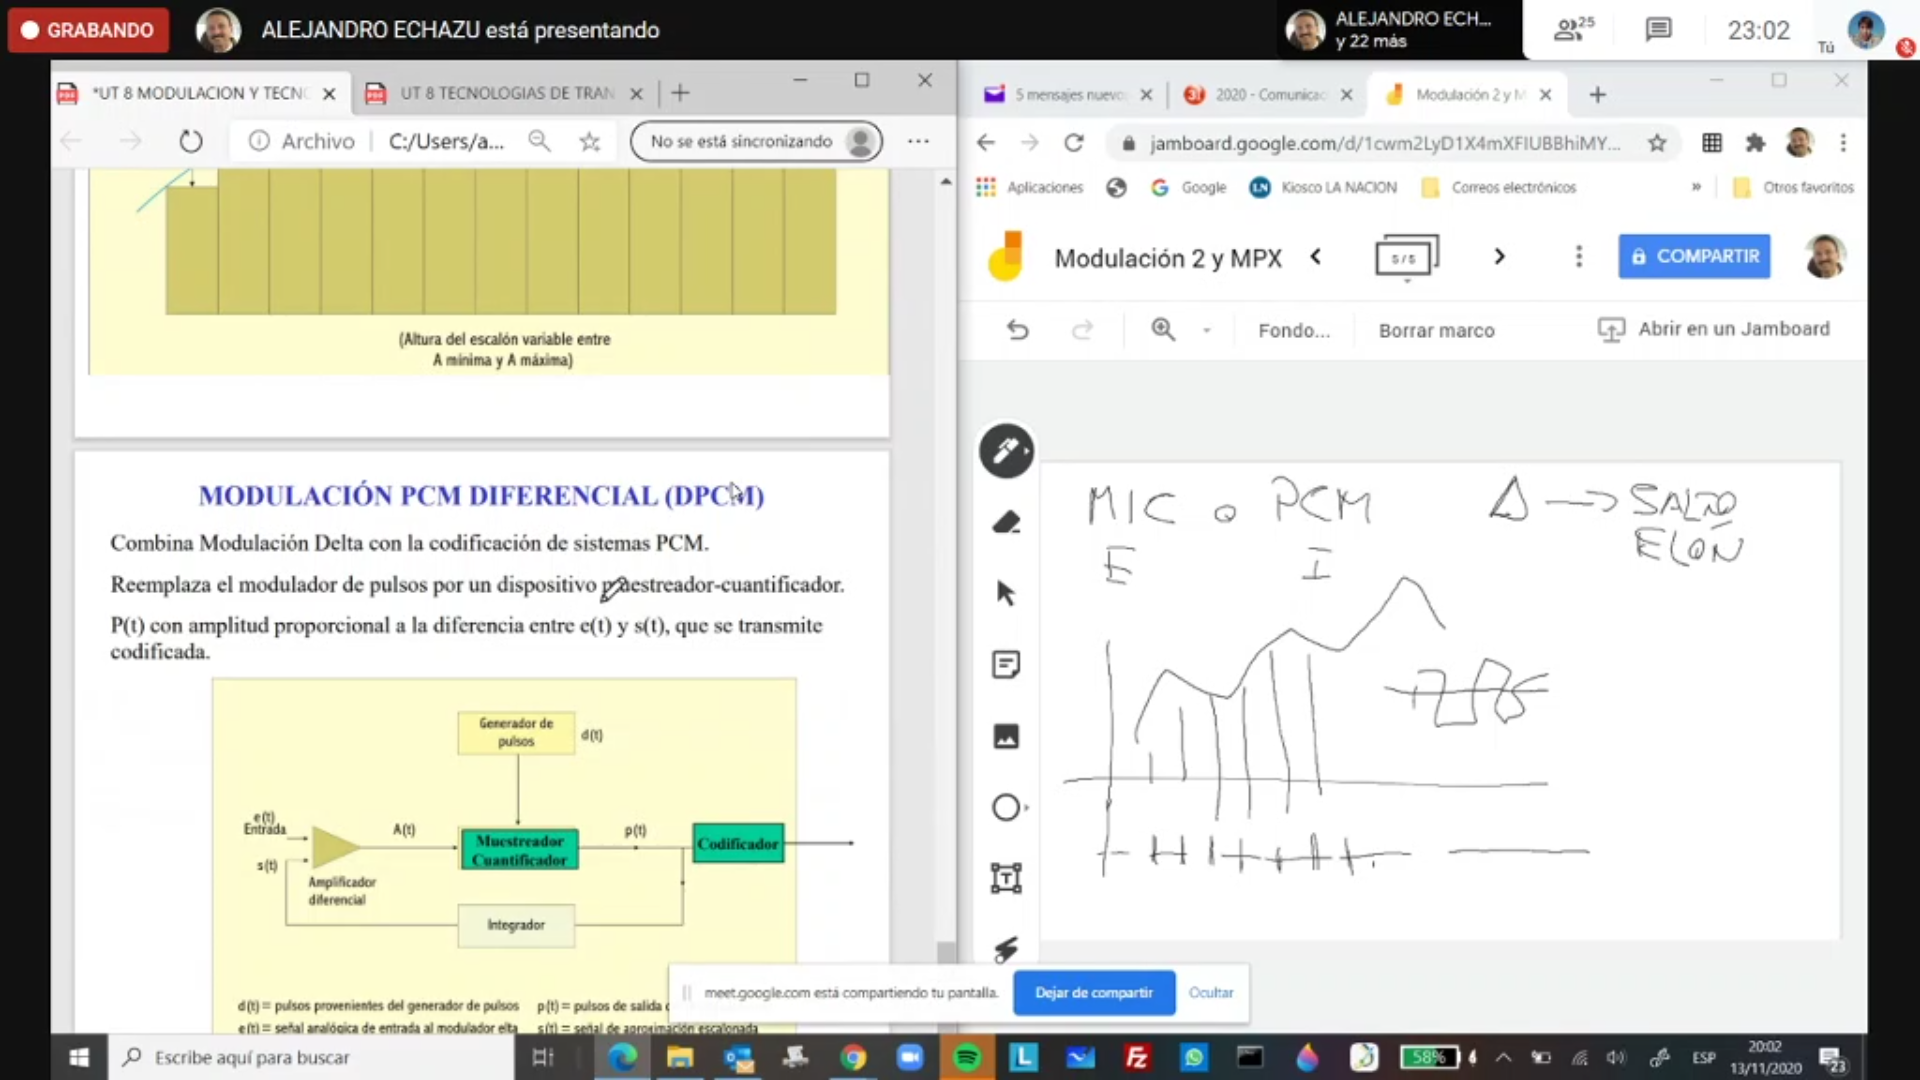 GRABANDO
ALEJANDRO ECHAZU está presentando
ALEJANDRO ECH...
y 22 más
25
23:02
Tú
*UT 8 MODULACION Y TECNO
UT 8 TECNOLOGIAS DE TRAN
Archivo
C:/Users/a...
No se está sincronizando
(Altura del escalón variable entre
A mínima y A máxima)
MODULACIÓN PCM DIFERENCIAL (DPCM)
Combina Modulación Delta con la codificación de sistemas PCM.
Reemplaza el modulador de pulsos por un dispositivo muestreador-cuantificador.
P(t) con amplitud proporcional a la diferencia entre e(t) y s(t), que se transmite
codificada.
Generador de
pulsos
d(t)
e(t)
Entrada
A(t)
Muestreador
Cuantificador
p(t)
Codificador
s(t)
Amplificador
diferencial
Integrador
d(t) = pulsos provenientes del generador de pulsos
p(t) = pulsos de salida
e(t) = señal analógica de entrada al modulador elta
s(t) = señal de aproximación escalonada
5 mensajes nuevo
2020 - Comunicac
Modulación 2 y M
jamboard.google.com/d/1cwm2LyD1X4mXFIUBBhiMY...
Aplicaciones
Google
LN
Kiosco LA NACION
Correos electrónicos
»
Otros favoritos
Modulación 2 y MPX
5/5
COMPARTIR
Fondo...
Borrar marco
Abrir en un Jamboard
MIC o PCM Δ → SALTO
E I ELON
meet.google.com está compartiendo tu pantalla.
Dejar de compartir
Ocultar
Escribe aquí para buscar
58%
ESP
20:02
13/11/2020
23